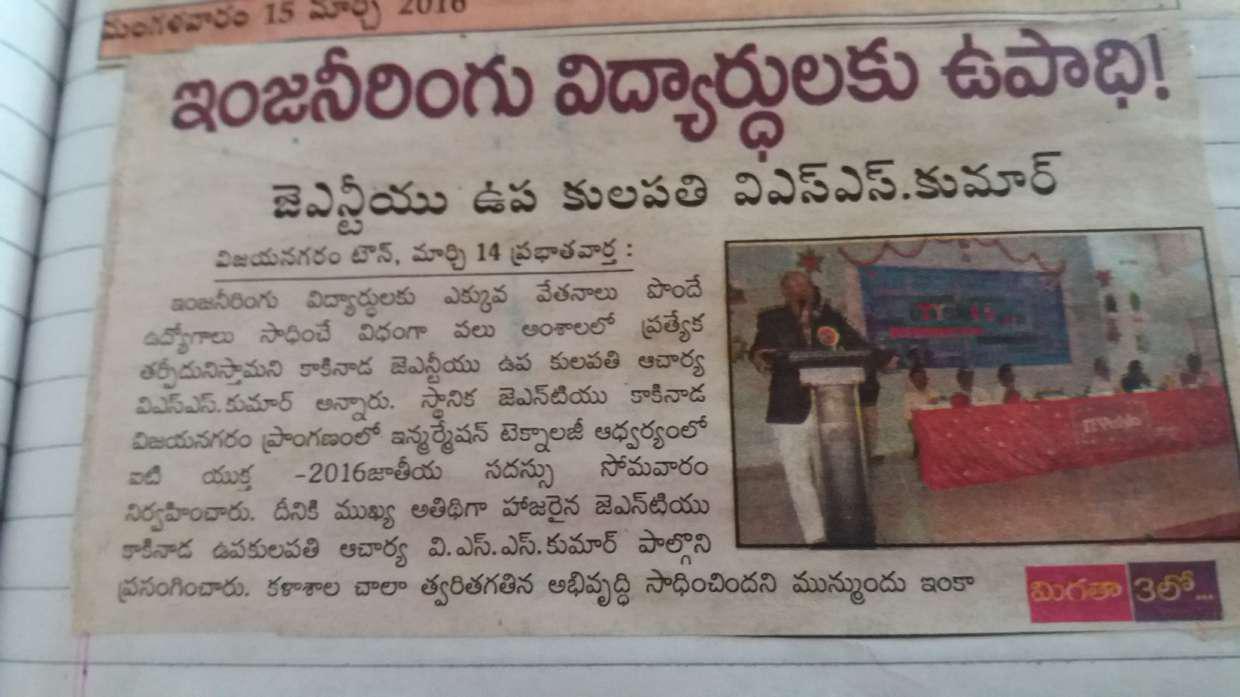 మంగళవారం 15 మార్చి 2016
ఇంజనీరింగు విద్యార్థులకు ఉపాధి!
జెఎన్టీయు ఉప కులపతి విఎస్ఎస్.కుమార్
విజయనగరం టౌన్, మార్చి 14 ప్రభాతవార్త :
ఇంజనీరింగు విద్యార్థులకు ఎక్కువ వేతనాలు పొందే
ఉద్యోగాలు సాధించే విధంగా పలు అంశాలలో ప్రత్యేక
తర్ఫీదునిస్తామని కాకినాడ జెఎన్టీయు ఉప కులపతి ఆచార్య
విఎస్ఎస్.కుమార్ అన్నారు. స్థానిక జెఎన్‌టియు కాకినాడ
విజయనగరం ప్రాంగణంలో ఇన్ఫర్మేషన్ టెక్నాలజీ ఆధ్వర్యంలో
ఐటి యుక్త -2016జాతీయ సదస్సు సోమవారం
నిర్వహించారు. దీనికి ముఖ్య అతిథిగా హాజరైన జెఎన్‌టియు
కాకినాడ ఉపకులపతి ఆచార్య వి.ఎస్.ఎస్.కుమార్ పాల్గొని
ప్రసంగించారు. కళాశాల చాలా త్వరితగతిన అభివృద్ధి సాధించిందని మున్ముందు ఇంకా
మిగతా 3లో...